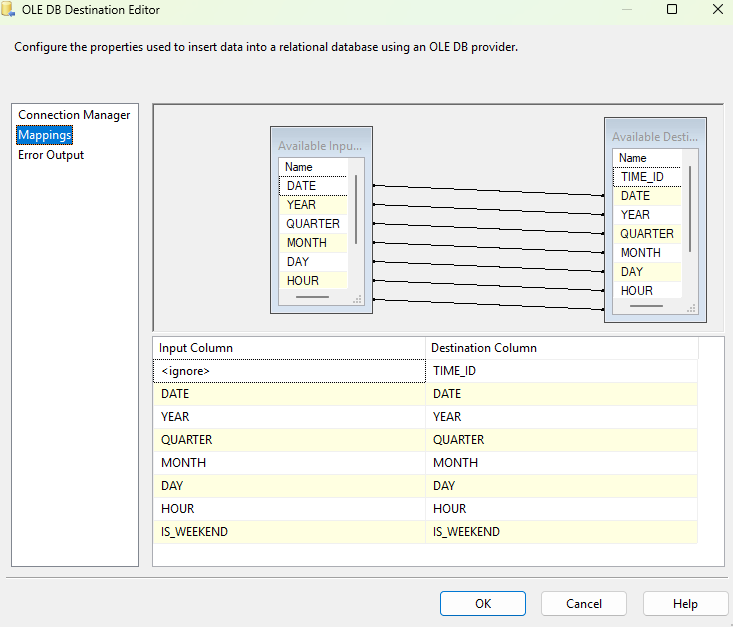 OLE DB Destination Editor
Configure the properties used to insert data into a relational database using an OLE DB provider.
Connection Manager
Mappings
Error Output
Available Inpu...
Name
DATE
YEAR
QUARTER
MONTH
DAY
HOUR
Available Desti...
Name
TIME_ID
DATE
YEAR
QUARTER
MONTH
DAY
HOUR
Input Column Destination Column
<ignore> TIME_ID
DATE DATE
YEAR YEAR
QUARTER QUARTER
MONTH MONTH
DAY DAY
HOUR HOUR
IS_WEEKEND IS_WEEKEND
OK Cancel Help